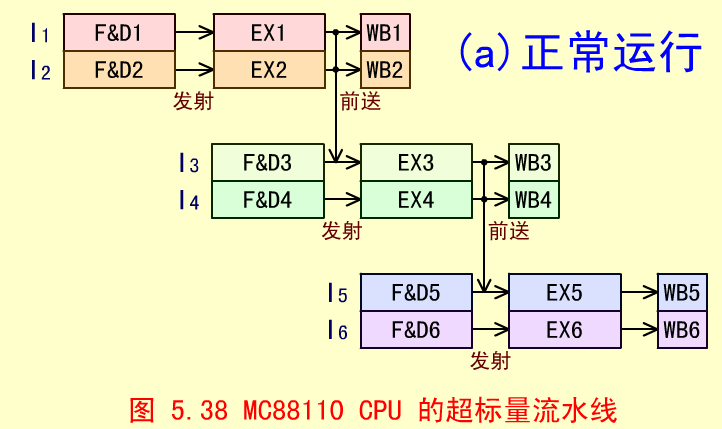 I1 F&D1 EX1 WB1
(a)正常运行
I2 F&D2 EX2 WB2
发射 前送
I3 F&D3 EX3 WB3
I4 F&D4 EX4 WB4
发射 前送
I5 F&D5 EX5 WB5
I6 F&D6 EX6 WB6
发射
图 5.38 MC88110 CPU 的超标量流水线